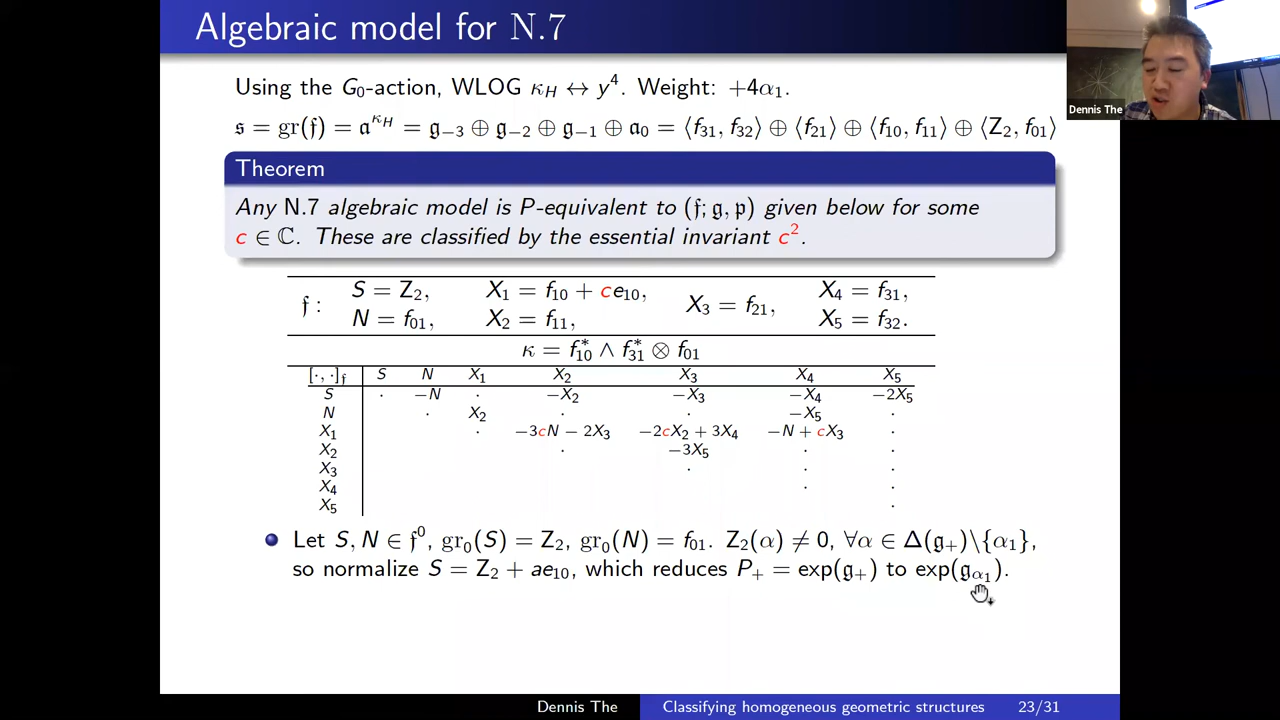 Algebraic model for N.7
Using the G₀-action, WLOG κ_H ↔ y⁴. Weight: +4α₁.
𝔰 = gr(𝔣) = 𝔞^{κ_H} = 𝔤₋₃ ⊕ 𝔤₋₂ ⊕ 𝔤₋₁ ⊕ 𝔞₀ = ⟨f₃₁, f₃₂⟩ ⊕ ⟨f₂₁⟩ ⊕ ⟨f₁₀, f₁₁⟩ ⊕ ⟨Z₂, f₀₁⟩
Theorem
Any N.7 algebraic model is P-equivalent to (𝔣; 𝔤, 𝔭) given below for some
c ∈ ℂ. These are classified by the essential invariant c².
𝔣 : S = Z₂, X₁ = f₁₀ + ce₁₀, X₃ = f₂₁, X₄ = f₃₁,
N = f₀₁, X₂ = f₁₁, X₅ = f₃₂.
κ = f₁₀* ∧ f₃₁* ⊗ f₀₁
[·, ·]_𝔣 S N X₁ X₂ X₃ X₄ X₅
S · −N · −X₂ −X₃ −X₄ −2X₅
N · X₂ · · −X₅ ·
X₁ · −3cN − 2X₃ −2cX₂ + 3X₄ −N + cX₃ ·
X₂ · −3X₅ · ·
X₃ · · ·
X₄ · ·
X₅ ·
Let S, N ∈ 𝔣⁰, gr₀(S) = Z₂, gr₀(N) = f₀₁. Z₂(α) ≠ 0, ∀α ∈ Δ(𝔤₊)\{α₁},
so normalize S = Z₂ + ae₁₀, which reduces P₊ = exp(𝔤₊) to exp(𝔤_{α₁}).
Dennis The
Dennis The Classifying homogeneous geometric structures 23/31